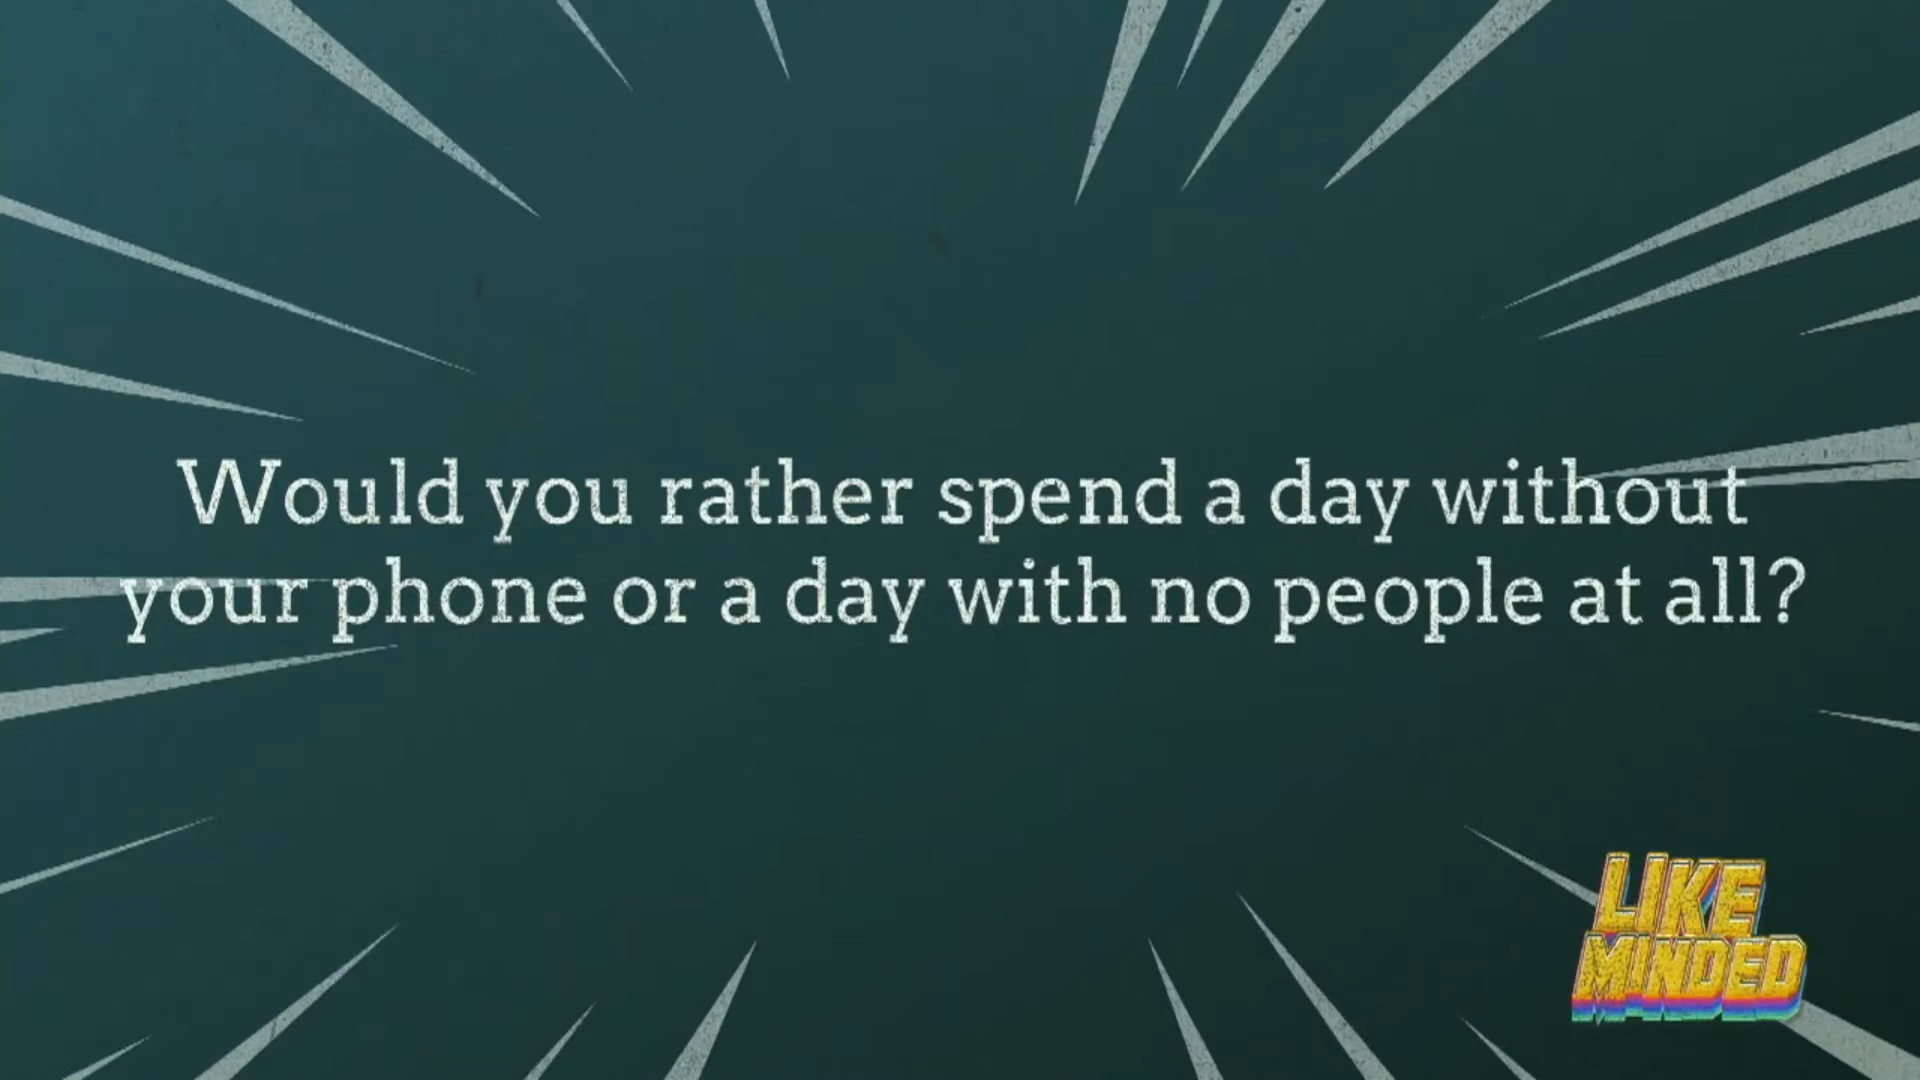 Would you rather spend a day without
your phone or a day with no people at all?
LIKE
MINDED